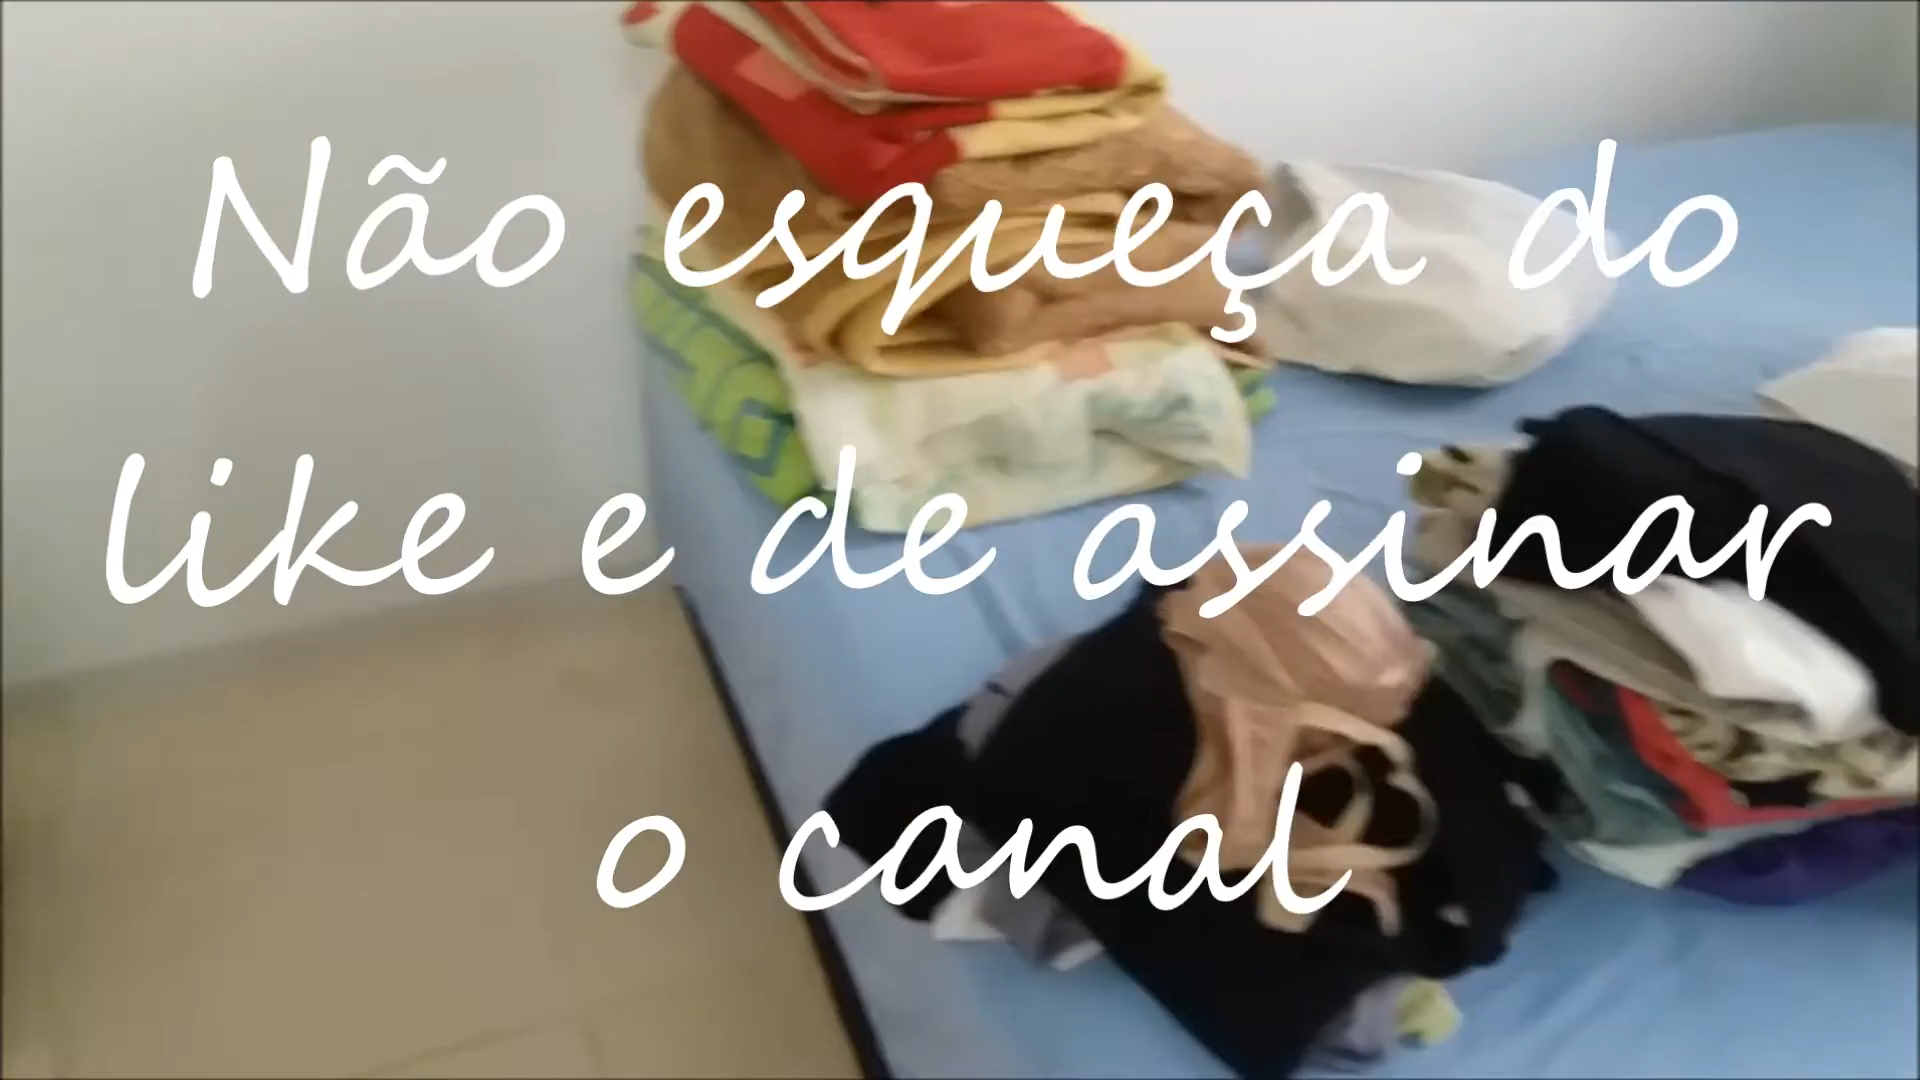 Não esqueça do
like e de assinar
o canal